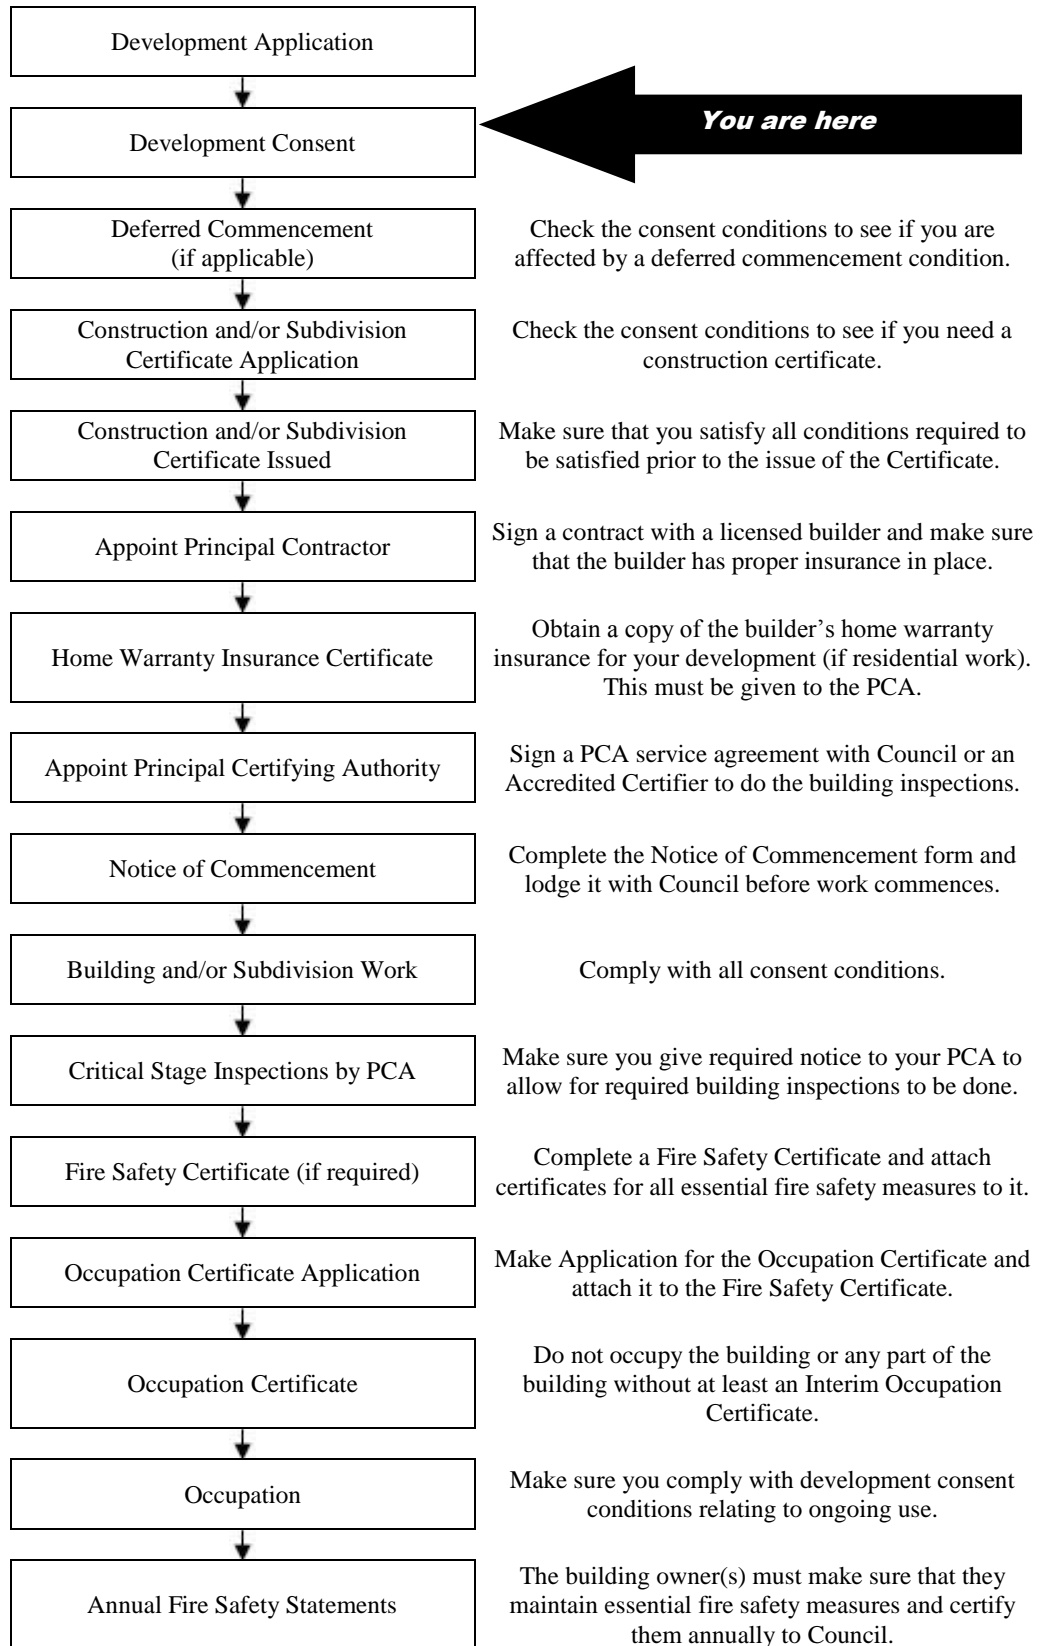 Development Application
Development Consent
You are here
Deferred Commencement
(if applicable)
Check the consent conditions to see if you are
affected by a deferred commencement condition.
Construction and/or Subdivision
Certificate Application
Check the consent conditions to see if you need a
construction certificate.
Construction and/or Subdivision
Certificate Issued
Make sure that you satisfy all conditions required to
be satisfied prior to the issue of the Certificate.
Appoint Principal Contractor
Sign a contract with a licensed builder and make sure
that the builder has proper insurance in place.
Home Warranty Insurance Certificate
Obtain a copy of the builder’s home warranty
insurance for your development (if residential work).
This must be given to the PCA.
Appoint Principal Certifying Authority
Sign a PCA service agreement with Council or an
Accredited Certifier to do the building inspections.
Notice of Commencement
Complete the Notice of Commencement form and
lodge it with Council before work commences.
Building and/or Subdivision Work
Comply with all consent conditions.
Critical Stage Inspections by PCA
Make sure you give required notice to your PCA to
allow for required building inspections to be done.
Fire Safety Certificate (if required)
Complete a Fire Safety Certificate and attach
certificates for all essential fire safety measures to it.
Occupation Certificate Application
Make Application for the Occupation Certificate and
attach it to the Fire Safety Certificate.
Occupation Certificate
Do not occupy the building or any part of the
building without at least an Interim Occupation
Certificate.
Occupation
Make sure you comply with development consent
conditions relating to ongoing use.
Annual Fire Safety Statements
The building owner(s) must make sure that they
maintain essential fire safety measures and certify
them annually to Council.